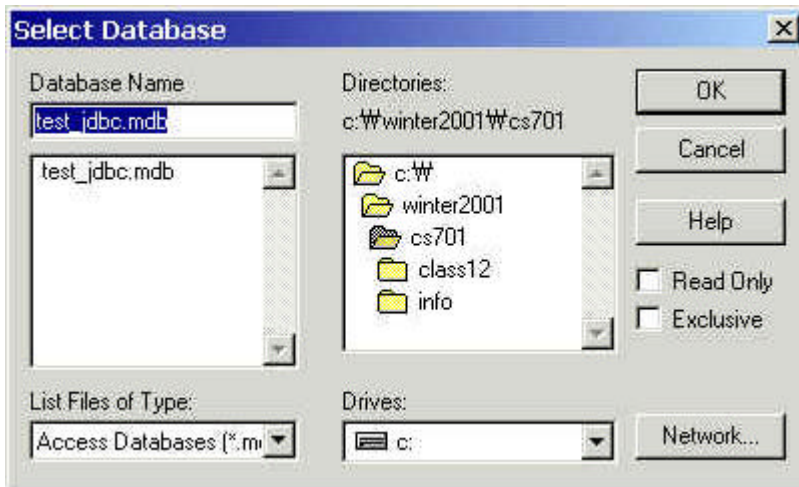 Select Database
Database Name
test_jdbc.mdb
test_jdbc.mdb
List Files of Type:
Access Databases (*.m
Directories:
c:₩winter2001₩cs701
c:₩
winter2001
cs701
class12
info
Drives:
c:
OK
Cancel
Help
Read Only
Exclusive
Network...